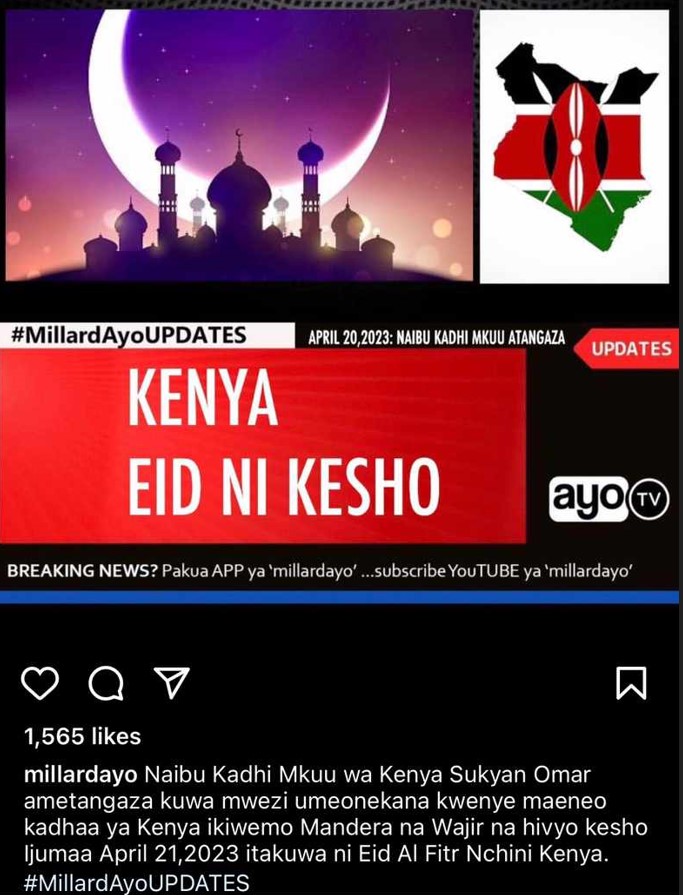 #MillardAyoUPDATES
APRIL 20,2023: NAIBU KADHI MKUU ATANGAZA
UPDATES
KENYA
EID NI KESHO
ayo TV
BREAKING NEWS? Pakua APP ya 'millardayo' ...subscribe YouTUBE ya 'millardayo'
1,565 likes
millardayo Naibu Kadhi Mkuu wa Kenya Sukyan Omar
ametangaza kuwa mwezi umeonekana kwenye maeneo
kadhaa ya Kenya ikiwemo Mandera na Wajir na hivyo kesho
Ijumaa April 21,2023 itakuwa ni Eid Al Fitr Nchini Kenya.
#MillardAyoUPDATES